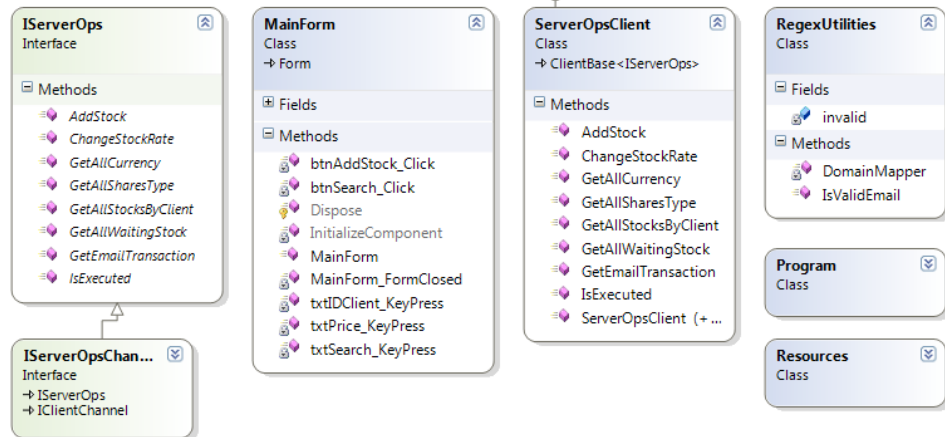 IServerOps
Interface
Methods
AddStock
ChangeStockRate
GetAllCurrency
GetAllSharesType
GetAllStocksByClient
GetAllWaitingStock
GetEmailTransaction
IsExecuted
IServerOpsChan...
Interface
IServerOps
IClientChannel
MainForm
Class
Form
Fields
Methods
btnAddStock_Click
btnSearch_Click
Dispose
InitializeComponent
MainForm
MainForm_FormClosed
txtIDClient_KeyPress
txtPrice_KeyPress
txtSearch_KeyPress
ServerOpsClient
Class
ClientBase<IServerOps>
Methods
AddStock
ChangeStockRate
GetAllCurrency
GetAllSharesType
GetAllStocksByClient
GetAllWaitingStock
GetEmailTransaction
IsExecuted
ServerOpsClient (+ ...
RegexUtilities
Class
Fields
invalid
Methods
DomainMapper
IsValidEmail
Program
Class
Resources
Class